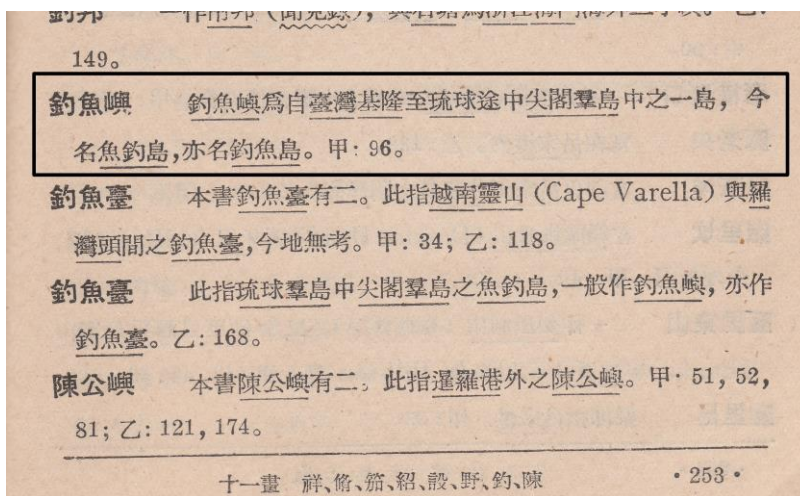 149。
釣魚嶼　釣魚嶼爲自臺灣基隆至琉球途中尖閣羣島中之一島，今
名魚釣島，亦名釣魚島。甲：96。
釣魚臺　本書釣魚臺有二。此指越南靈山（Cape Varella）與羅
灣頭間之釣魚臺，今地無考。甲：34；乙：118。
釣魚臺　此指琉球羣島中尖閣羣島之魚釣島，一般作釣魚嶼，亦作
釣魚臺。乙：168。
陳公嶼　本書陳公嶼有二。此指暹羅港外之陳公嶼。甲·51，52，
81；乙：121，174。
十一畫　祥、脩、笳、紹、設、野、釣、陳　·253·